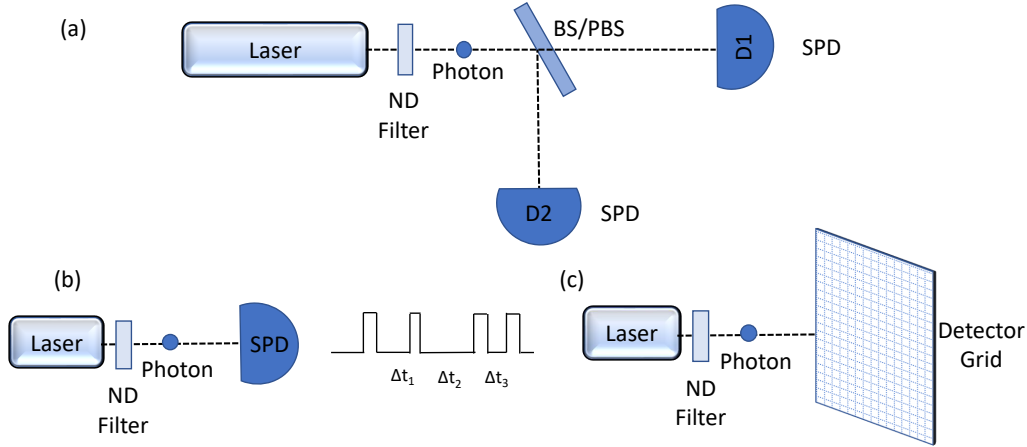 (a)
Laser
ND
Filter
Photon
BS/PBS
D1
SPD
D2
SPD
(b)
Laser
ND
Filter
Photon
SPD
Δt₁ Δt₂ Δt₃
(c)
Laser
ND
Filter
Photon
Detector
Grid